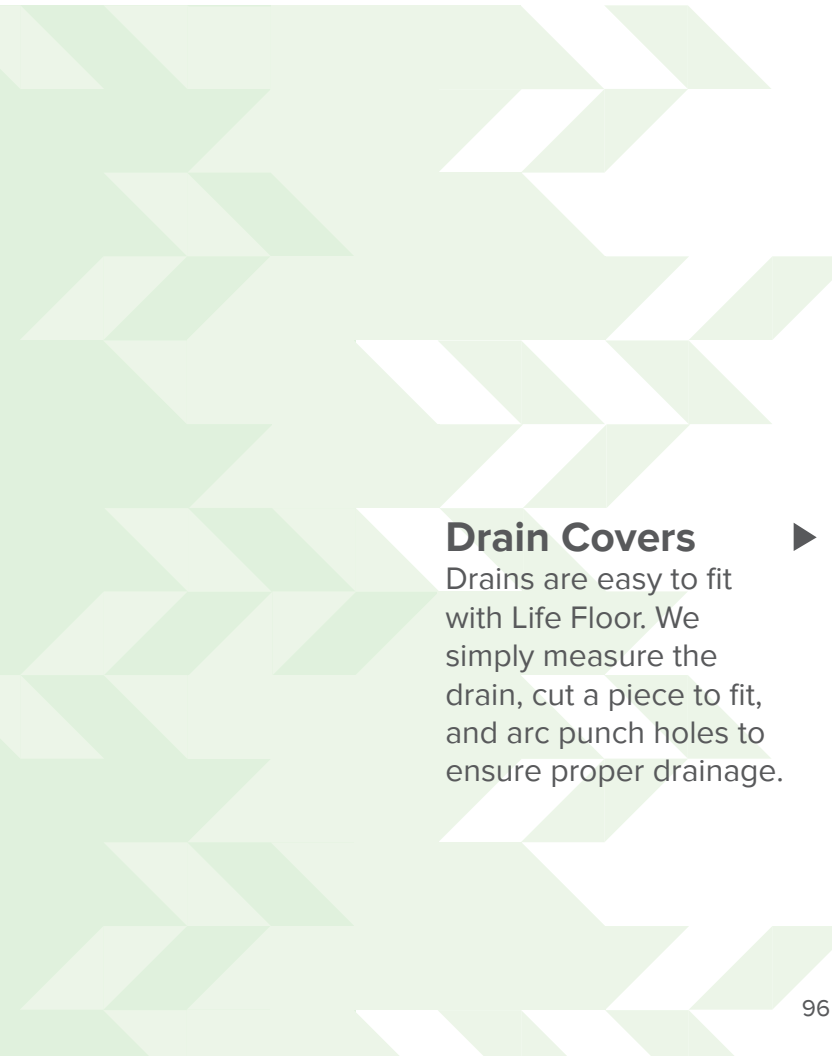 Drain Covers
Drains are easy to fit
with Life Floor. We
simply measure the
drain, cut a piece to fit,
and arc punch holes to
ensure proper drainage.
96